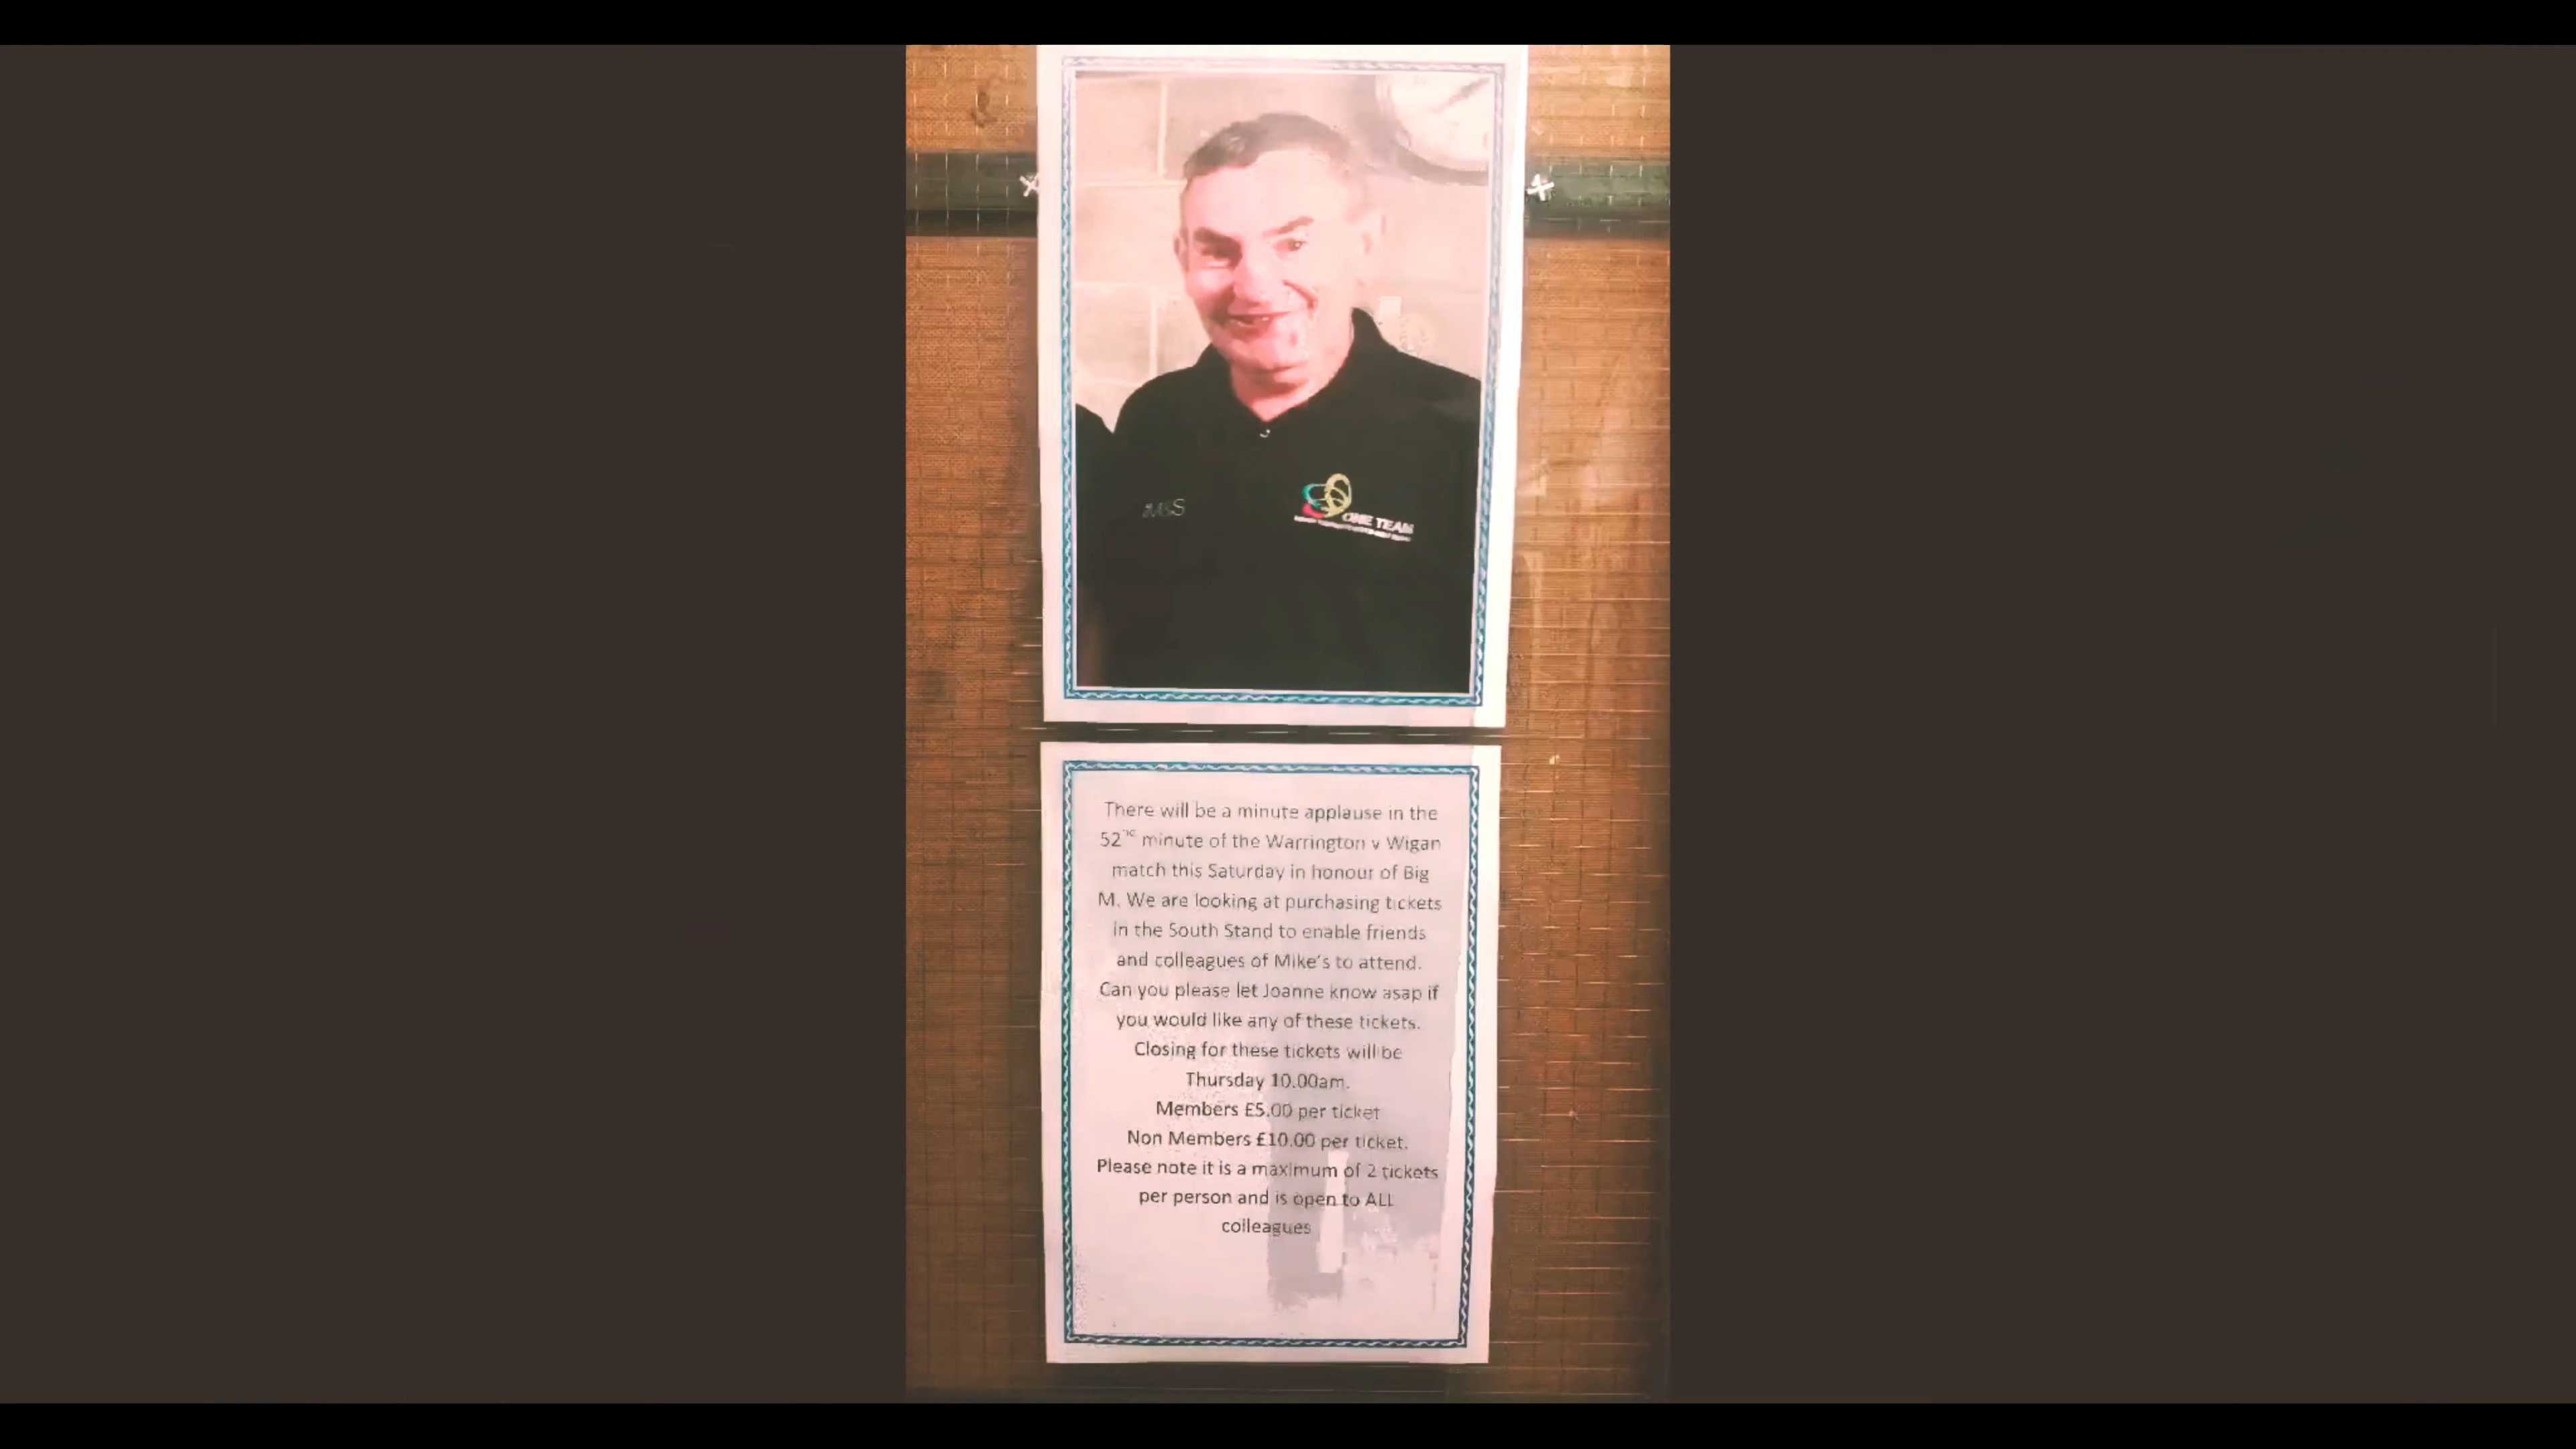 M&S
ONE TEAM
There will be a minute applause in the
52nd minute of the Warrington v Wigan
match this Saturday in honour of Big
M. We are looking at purchasing tickets
in the South Stand to enable friends
and colleagues of Mike's to attend.
Can you please let Joanne know asap if
you would like any of these tickets.
Closing for these tickets will be
Thursday 10.00am.
Members £5.00 per ticket
Non Members £10.00 per ticket.
Please note it is a maximum of 2 tickets
per person and is open to ALL
colleagues